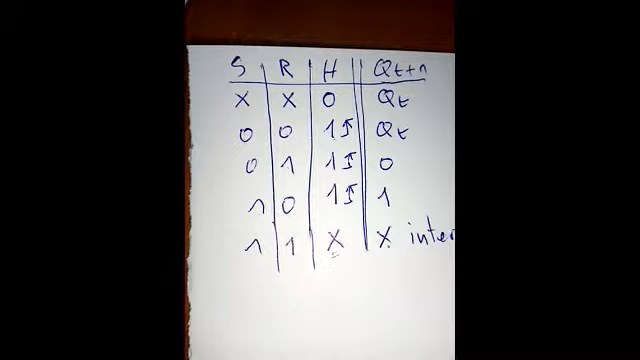 S R H Qt+1
X X 0 Qt
0 0 1↑ Qt
0 1 1↑ 0
1 0 1↑ 1
1 1 X X inter